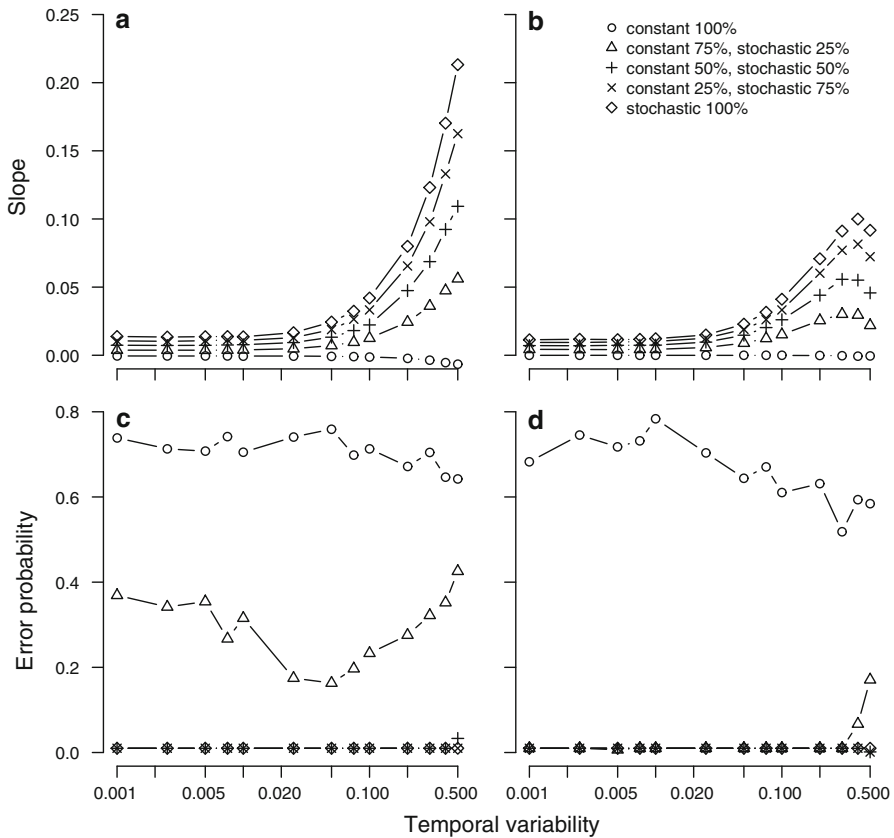 a
b
0.25
0.20
0.15
0.10
0.05
0.00
Slope
constant 100%
constant 75%, stochastic 25%
constant 50%, stochastic 50%
constant 25%, stochastic 75%
stochastic 100%
c
d
0.8
0.6
0.4
0.2
0.0
Error probability
0.001 0.005 0.020 0.100 0.500
0.001 0.005 0.020 0.100 0.500
Temporal variability